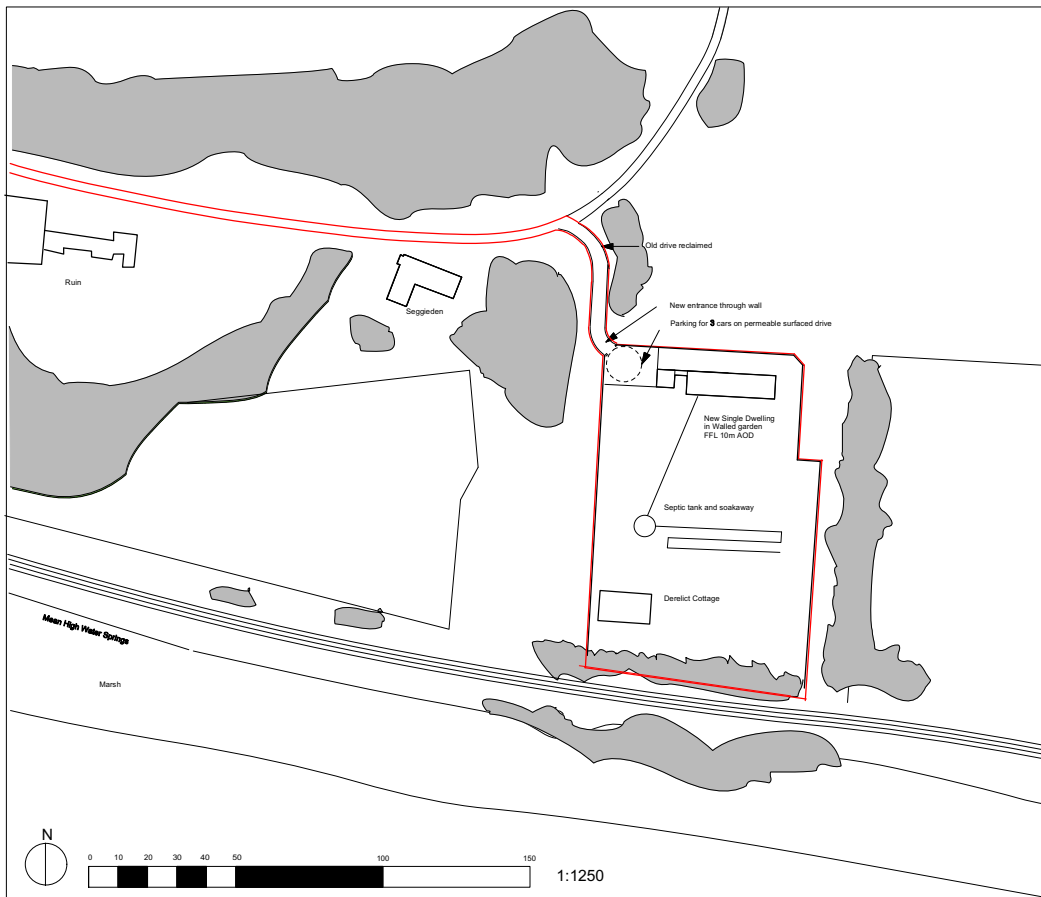 Old drive reclaimed
Ruin
New entrance through wall
Seggieden
Parking for 3 cars on permeable surfaced drive
New Single Dwelling
in Walled garden
FFL 10m AOD
Septic tank and soakaway
Derelict Cottage
Mean High Water Springs
Marsh
N
0 10 20 30 40 50 100 150
1:1250